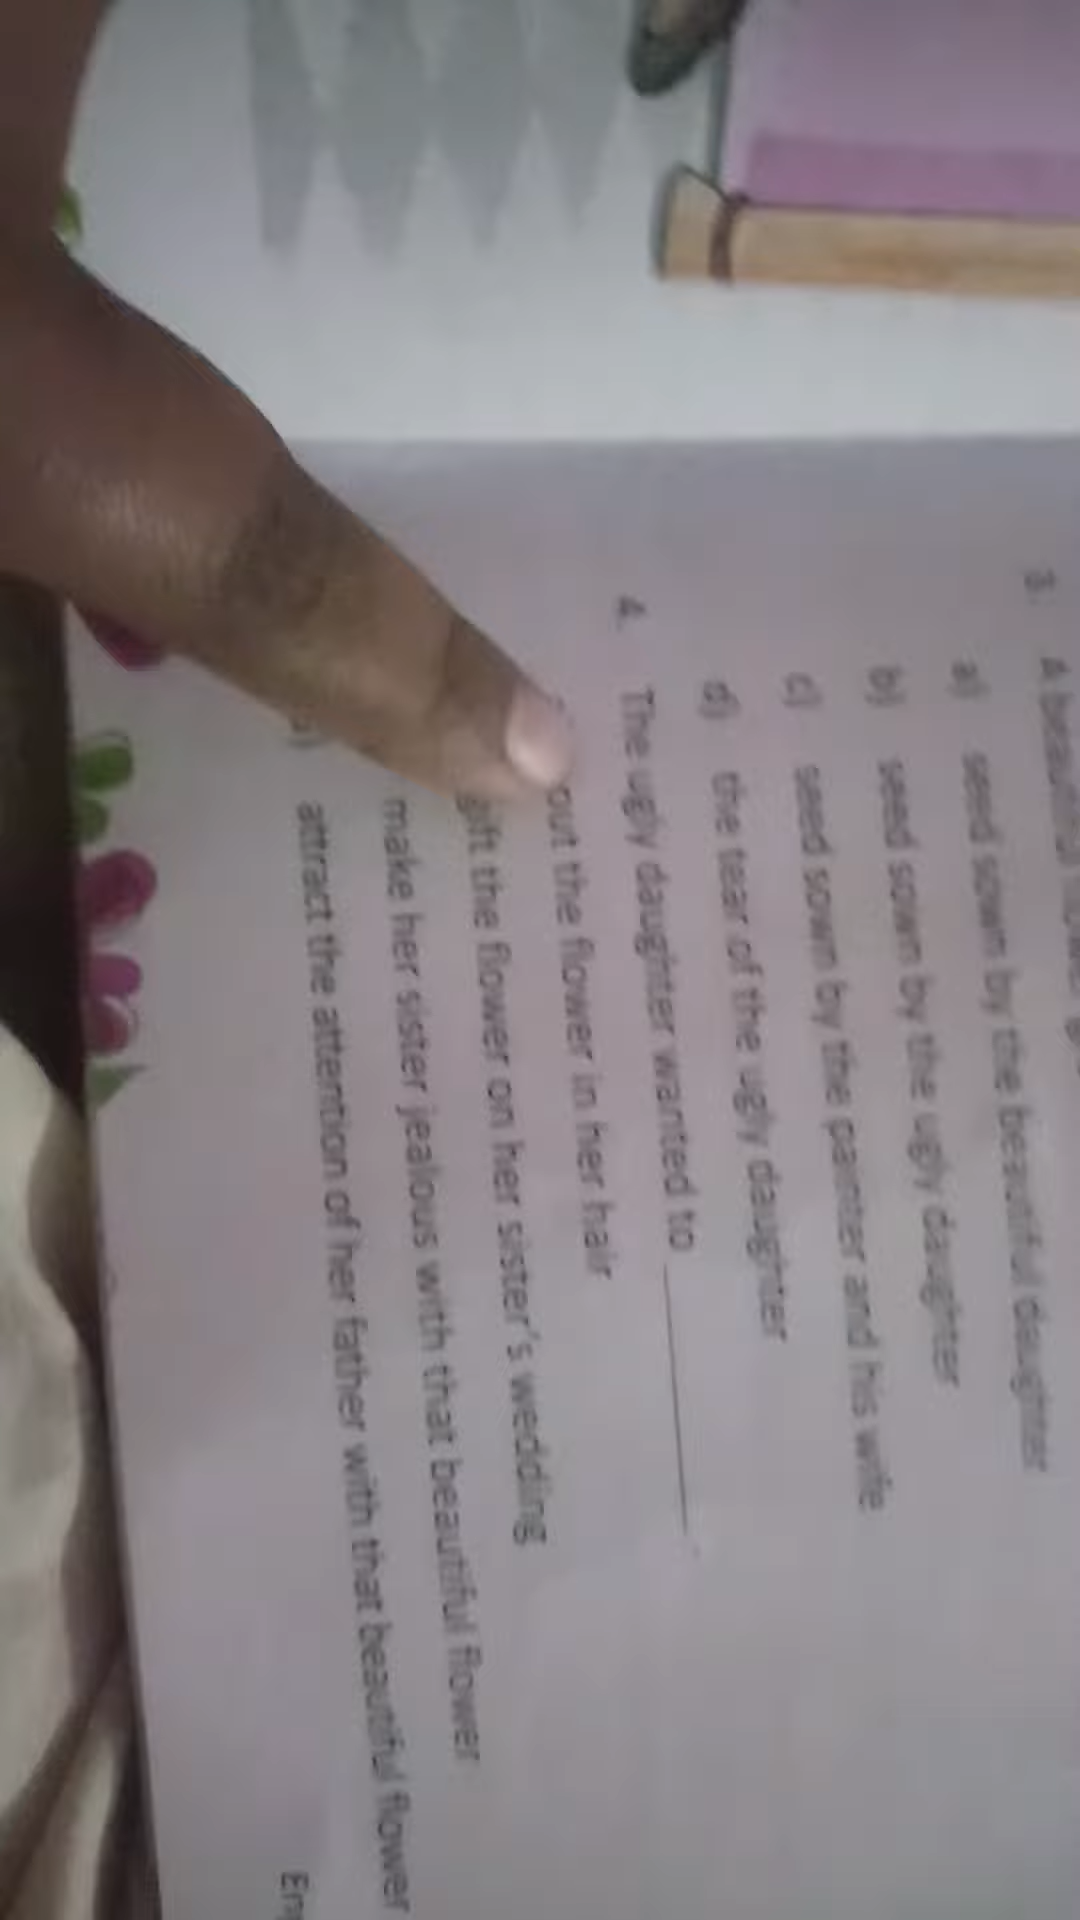 3. A beautiful flower
a) seed sown by the beautiful daughter
b) seed sown by the ugly daughter
c) seed sown by the painter and his wife
d) the tear of the ugly daughter
4. The ugly daughter wanted to ________.
put the flower in her hair
gift the flower on her sister's wedding
make her sister jealous with that beautiful flower
attract the attention of her father with that beautiful flower